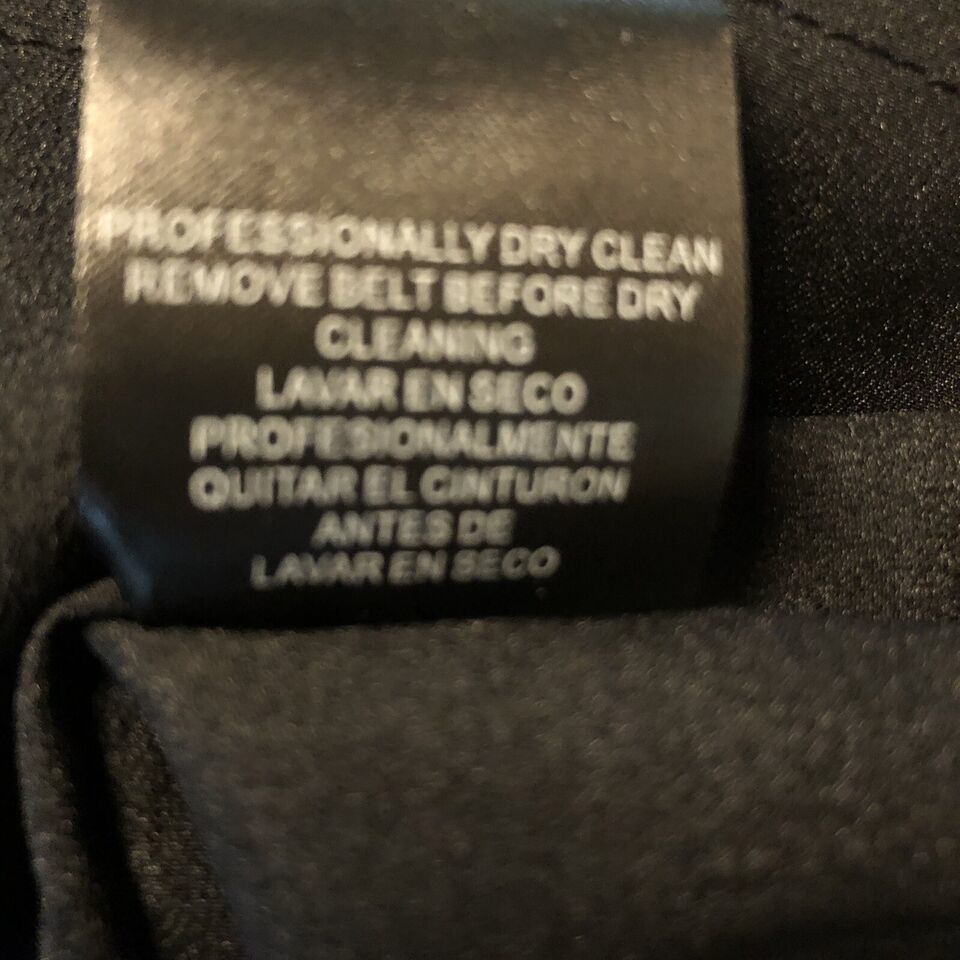 PROFESSIONALLY DRY CLEAN
REMOVE BELT BEFORE DRY
CLEANING
LAVAR EN SECO
PROFESIONALMENTE
QUITAR EL CINTURON
ANTES DE
LAVAR EN SECO